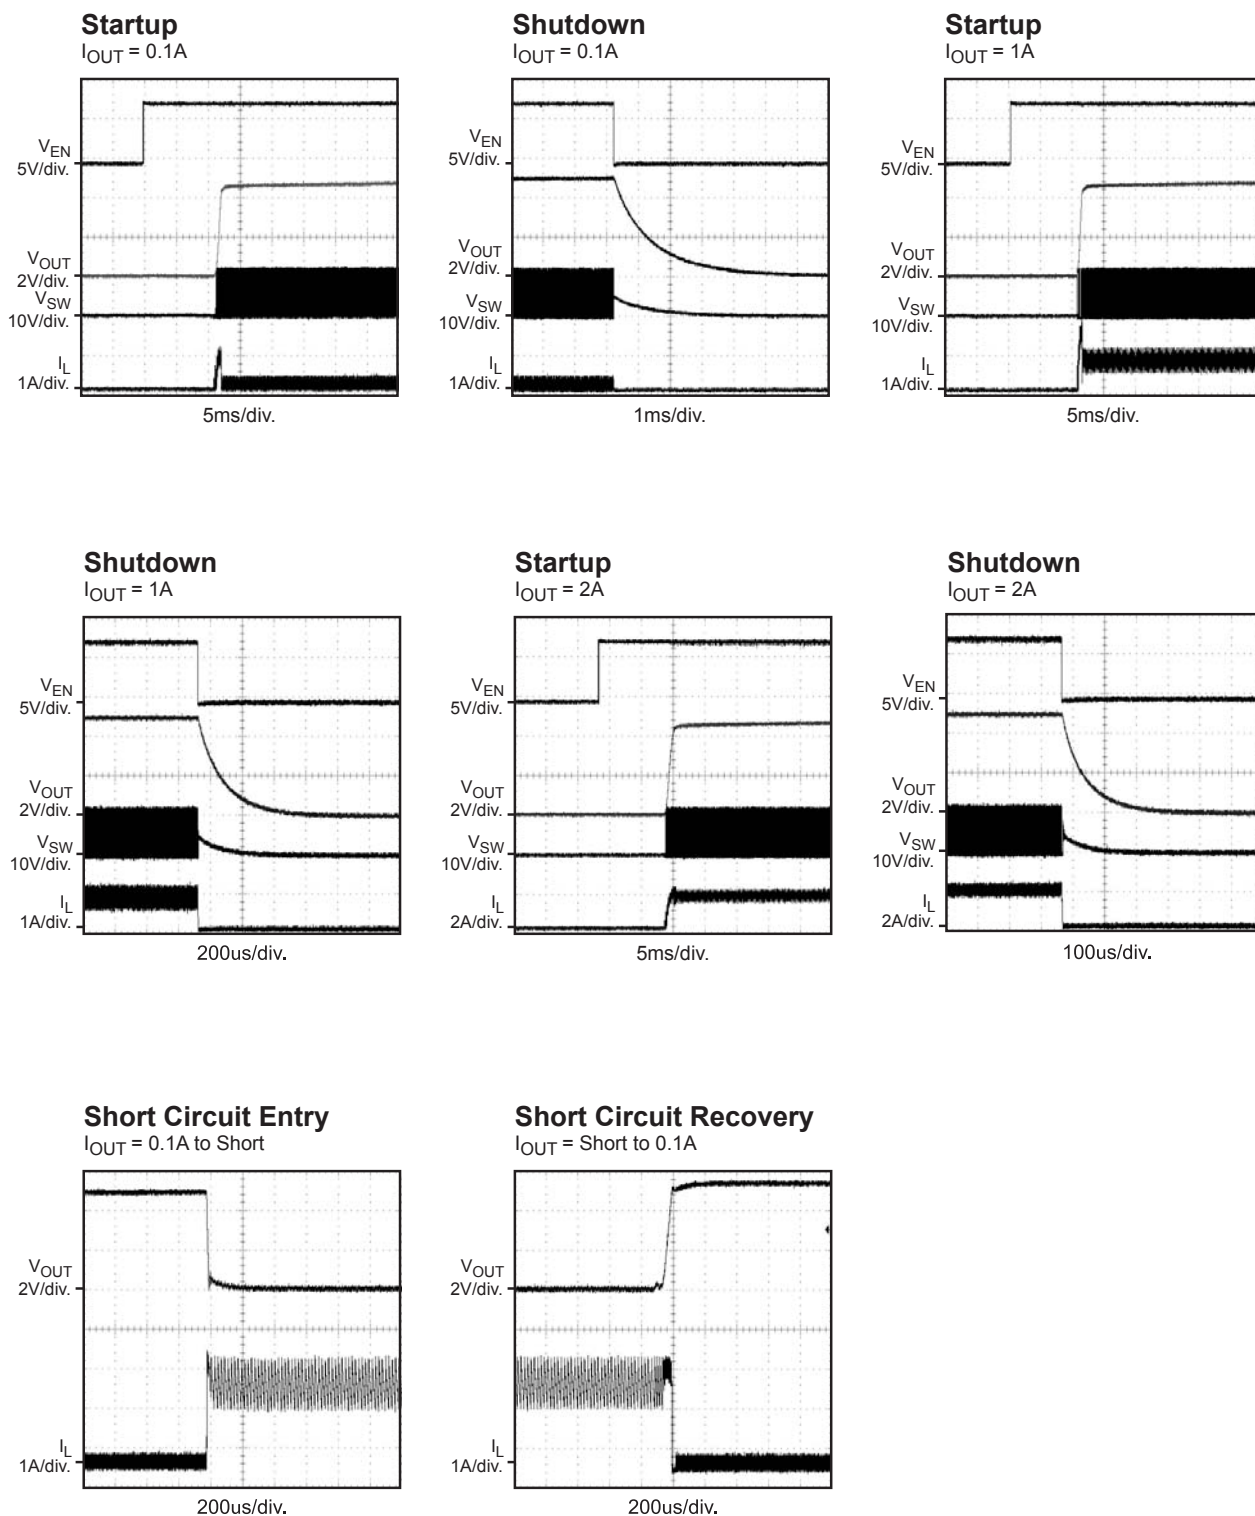 Startup
IOUT = 0.1A
VEN
5V/div.
VOUT
2V/div.
VSW
10V/div.
IL
1A/div.
5ms/div.
Shutdown
IOUT = 0.1A
VEN
5V/div.
VOUT
2V/div.
VSW
10V/div.
IL
1A/div.
1ms/div.
Startup
IOUT = 1A
VEN
5V/div.
VOUT
2V/div.
VSW
10V/div.
IL
1A/div.
5ms/div.
Shutdown
IOUT = 1A
VEN
5V/div.
VOUT
2V/div.
VSW
10V/div.
IL
1A/div.
200us/div.
Startup
IOUT = 2A
VEN
5V/div.
VOUT
2V/div.
VSW
10V/div.
IL
2A/div.
5ms/div.
Shutdown
IOUT = 2A
VEN
5V/div.
VOUT
2V/div.
VSW
10V/div.
IL
2A/div.
100us/div.
Short Circuit Entry
IOUT = 0.1A to Short
VOUT
2V/div.
IL
1A/div.
200us/div.
Short Circuit Recovery
IOUT = Short to 0.1A
VOUT
2V/div.
IL
1A/div.
200us/div.